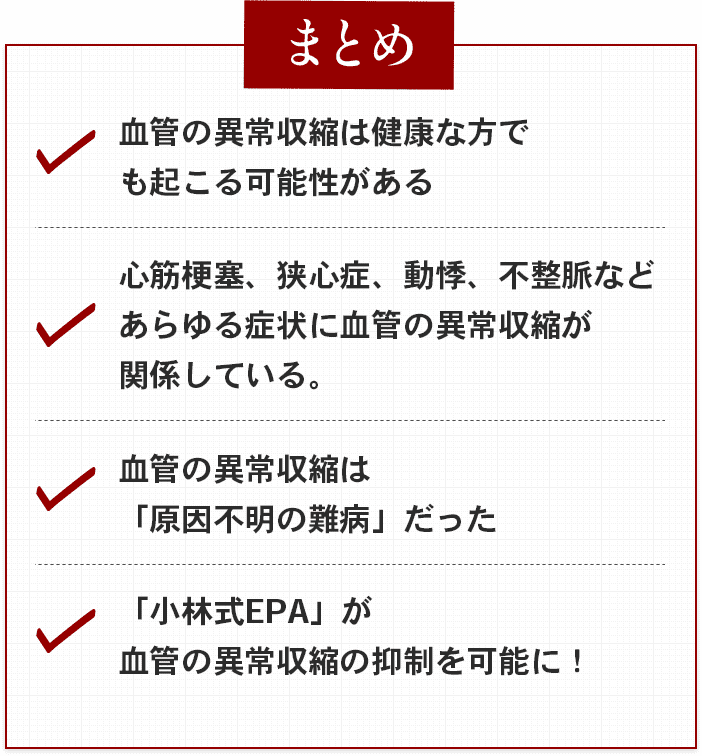 まとめ
血管の異常収縮は健康な方で
も起こる可能性がある
心筋梗塞、狭心症、動悸、不整脈など
あらゆる症状に血管の異常収縮が
関係している。
血管の異常収縮は
「原因不明の難病」だった
「小林式EPA」が
血管の異常収縮の抑制を可能に！